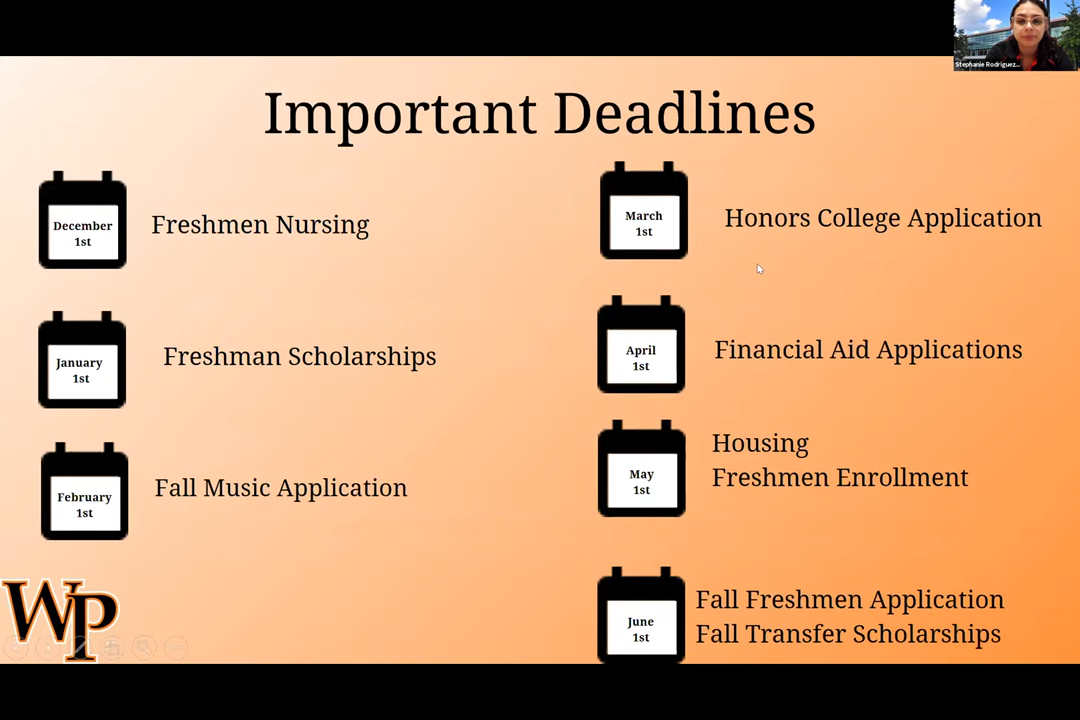 Stephanie Rodriguez...
Important Deadlines
December
1st
Freshmen Nursing
January
1st
Freshman Scholarships
February
1st
Fall Music Application
March
1st
Honors College Application
April
1st
Financial Aid Applications
May
1st
Housing
Freshmen Enrollment
June
1st
Fall Freshmen Application
Fall Transfer Scholarships
WP